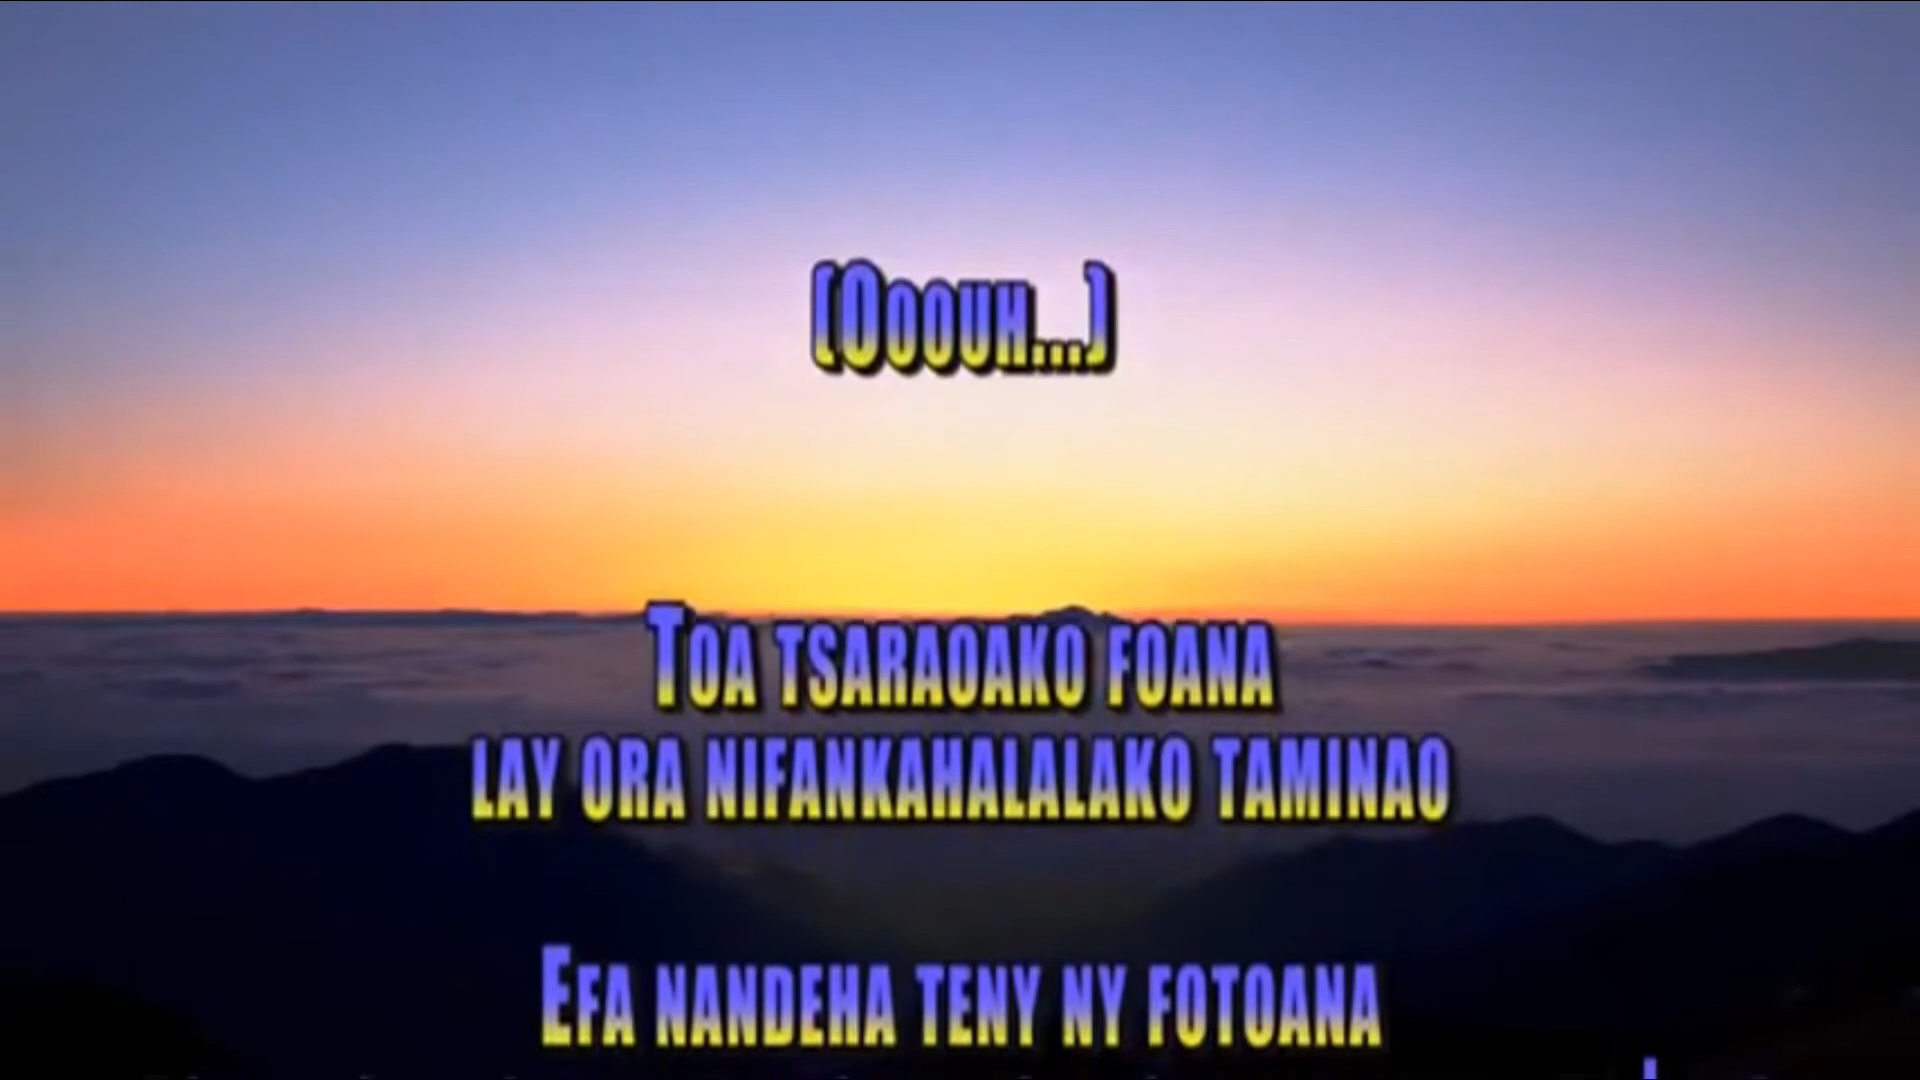 (Ooouh...)
Toa tsaraoako foana
lay ora nifankahalalako taminao
Efa nandeha teny ny fotoana